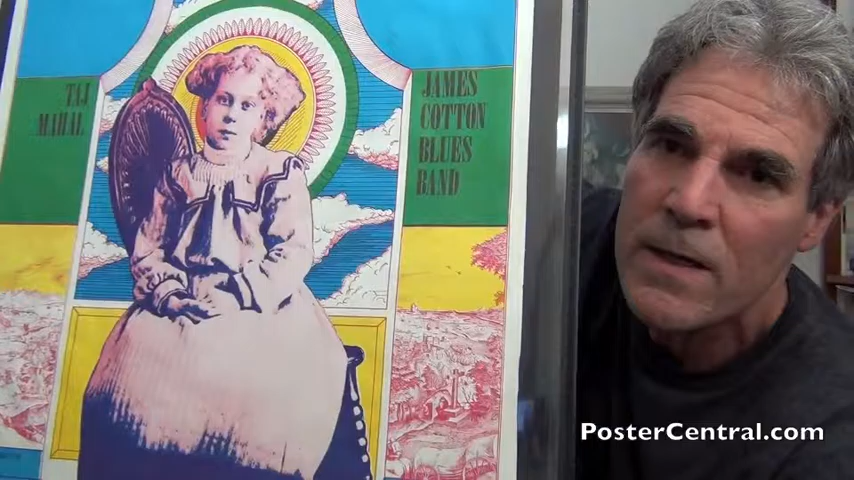 TAJ
MAHAL
JAMES
COTTON
BLUES
BAND
PosterCentral.com